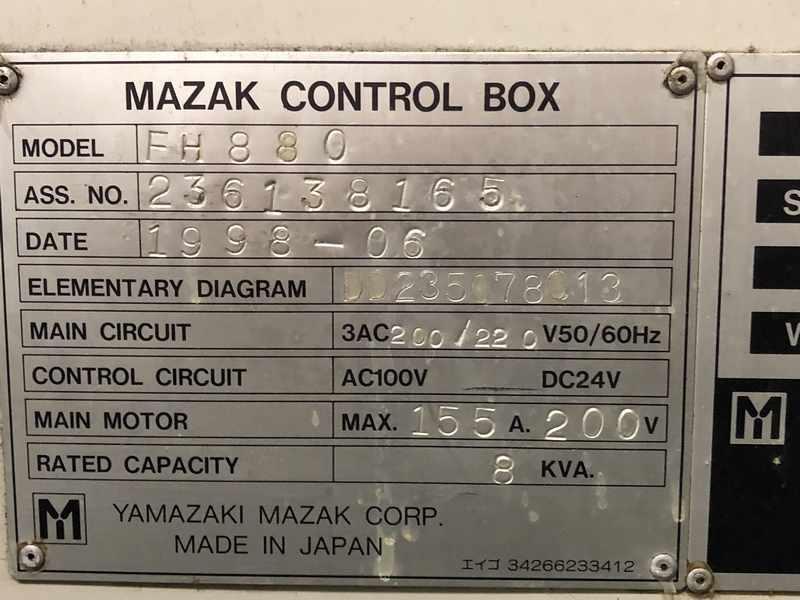 MAZAK CONTROL BOX
MODEL FH880
ASS. NO. 236138165
DATE 1998-06
ELEMENTARY DIAGRAM
MAIN CIRCUIT 3AC200/220V50/60Hz
CONTROL CIRCUIT AC100V DC24V
MAIN MOTOR MAX. 155 A. 200V
RATED CAPACITY 8 KVA.
YAMAZAKI MAZAK CORP.
MADE IN JAPAN
エイゴ 34266233412